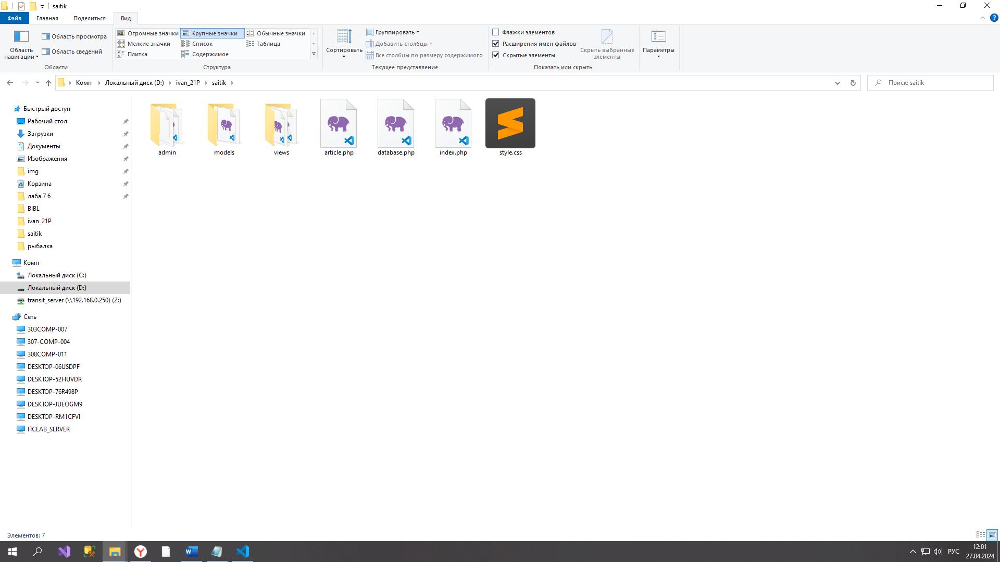 saitik
Файл Главная Поделиться Вид
Область навигации
Область просмотра
Область сведений
Области
Огромные значки Крупные значки Обычные значки
Мелкие значки Список Таблица
Плитка Содержимое
Структура
Сортировать
Группировать
Добавить столбцы
Все столбцы по размеру содержимого
Текущее представление
Флажки элементов
Расширения имен файлов
Скрытые элементы
Скрыть выбранные
элементы
Показать или скрыть
Параметры
Комп Локальный диск (D:) ivan_21P saitik
Поиск: saitik
Быстрый доступ
Рабочий стол
Загрузки
Документы
Изображения
img
Корзина
лаба 7 6
BIBL
ivan_21P
saitik
рыбалка
Комп
Локальный диск (C:)
Локальный диск (D:)
transit_server (\\192.168.0.250) (Z:)
Сеть
303COMP-007
307-COMP-004
308COMP-011
DESKTOP-06USDPF
DESKTOP-52HUVDR
DESKTOP-76R498P
DESKTOP-JUEOGM9
DESKTOP-RM1CFVI
ITCLAB_SERVER
admin models views article.php database.php index.php style.css
Элементов: 7
РУС
12:01
27.04.2024